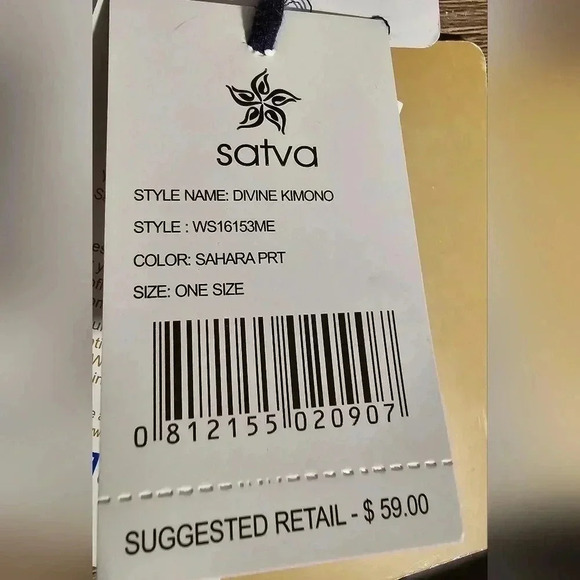 satva
STYLE NAME: DIVINE KIMONO
STYLE : WS16153ME
COLOR: SAHARA PRT
SIZE: ONE SIZE
0 812155 020907
SUGGESTED RETAIL - $ 59.00